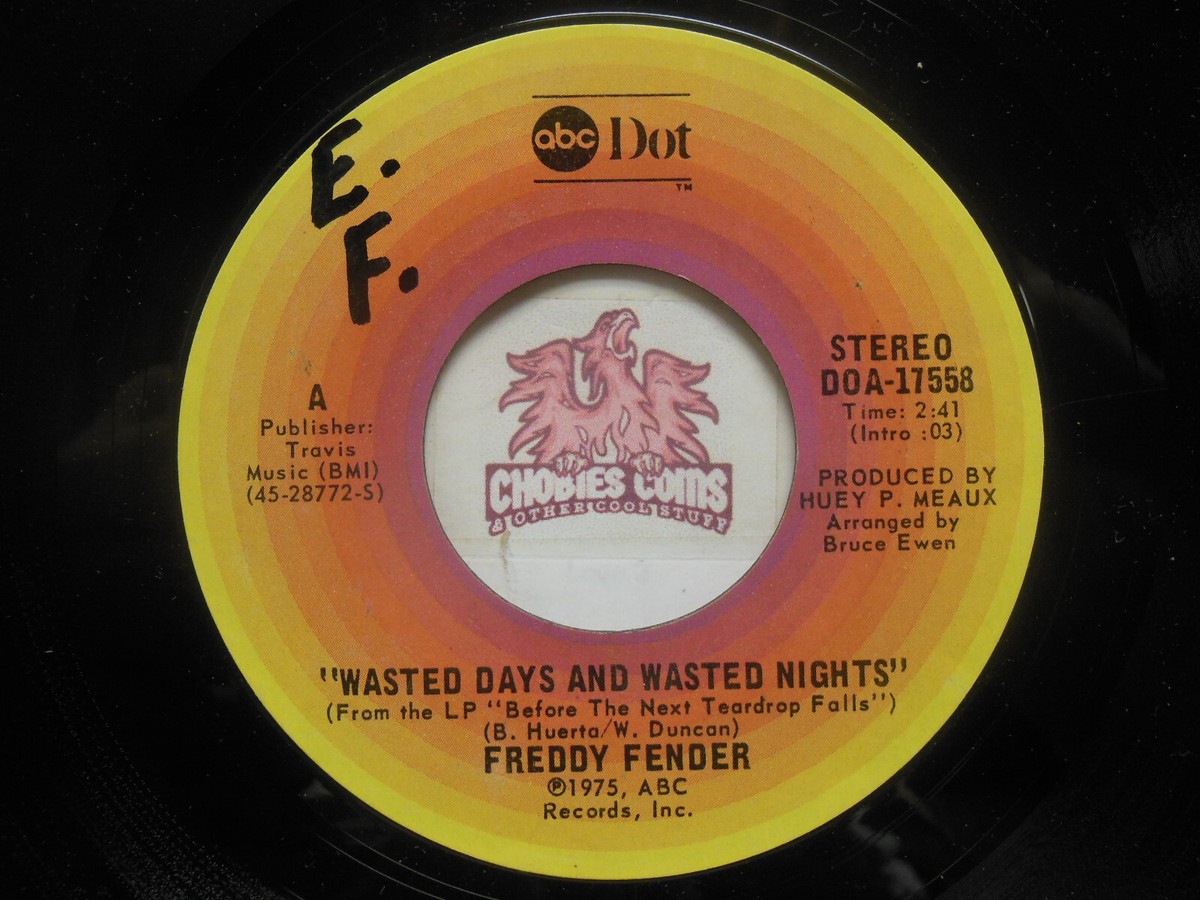 abc Dot
TM
E.
F.
STEREO
DOA-17558
Time: 2:41
(Intro :03)
A
Publisher:
Travis
Music (BMI)
(45-28772-S)
PRODUCED BY
HUEY P. MEAUX
Arranged by
Bruce Ewen
CHOBIES COINS
& OTHER COOL STUFF
"WASTED DAYS AND WASTED NIGHTS"
(From the LP "Before The Next Teardrop Falls")
(B. Huerta/W. Duncan)
FREDDY FENDER
℗1975, ABC
Records, Inc.